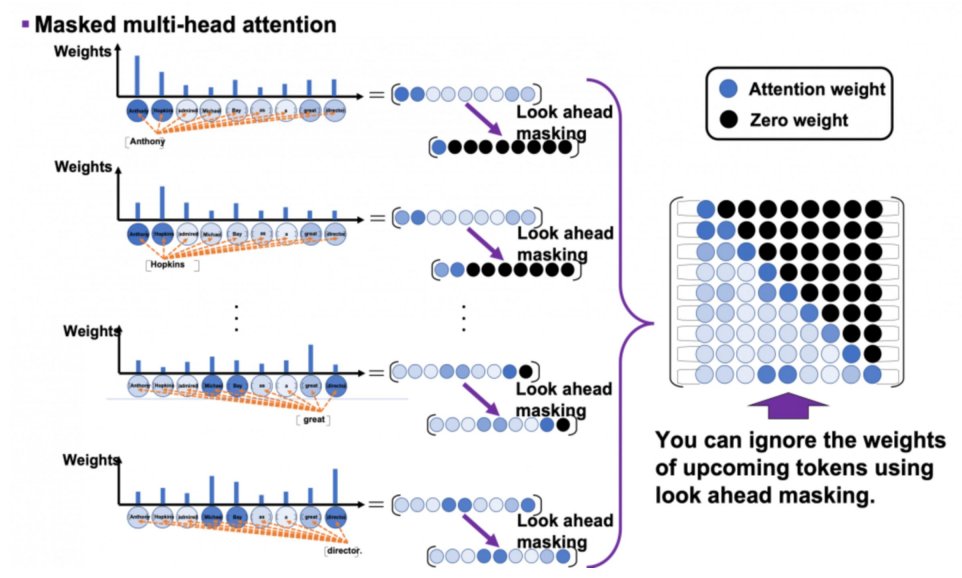 ▪ Masked multi-head attention
Weights
Anthony Hopkins admired Michael Bay as a great director
[Anthony]
=
Look ahead
masking
Weights
Anthony Hopkins admired Michael Bay as a great director
[Hopkins]
=
Look ahead
masking
Weights
Anthony Hopkins admired Michael Bay as a great director
[great]
=
Look ahead
masking
Weights
Anthony Hopkins admired Michael Bay as a great director
[director.]
=
Look ahead
masking
Attention weight
Zero weight
You can ignore the weights
of upcoming tokens using
look ahead masking.